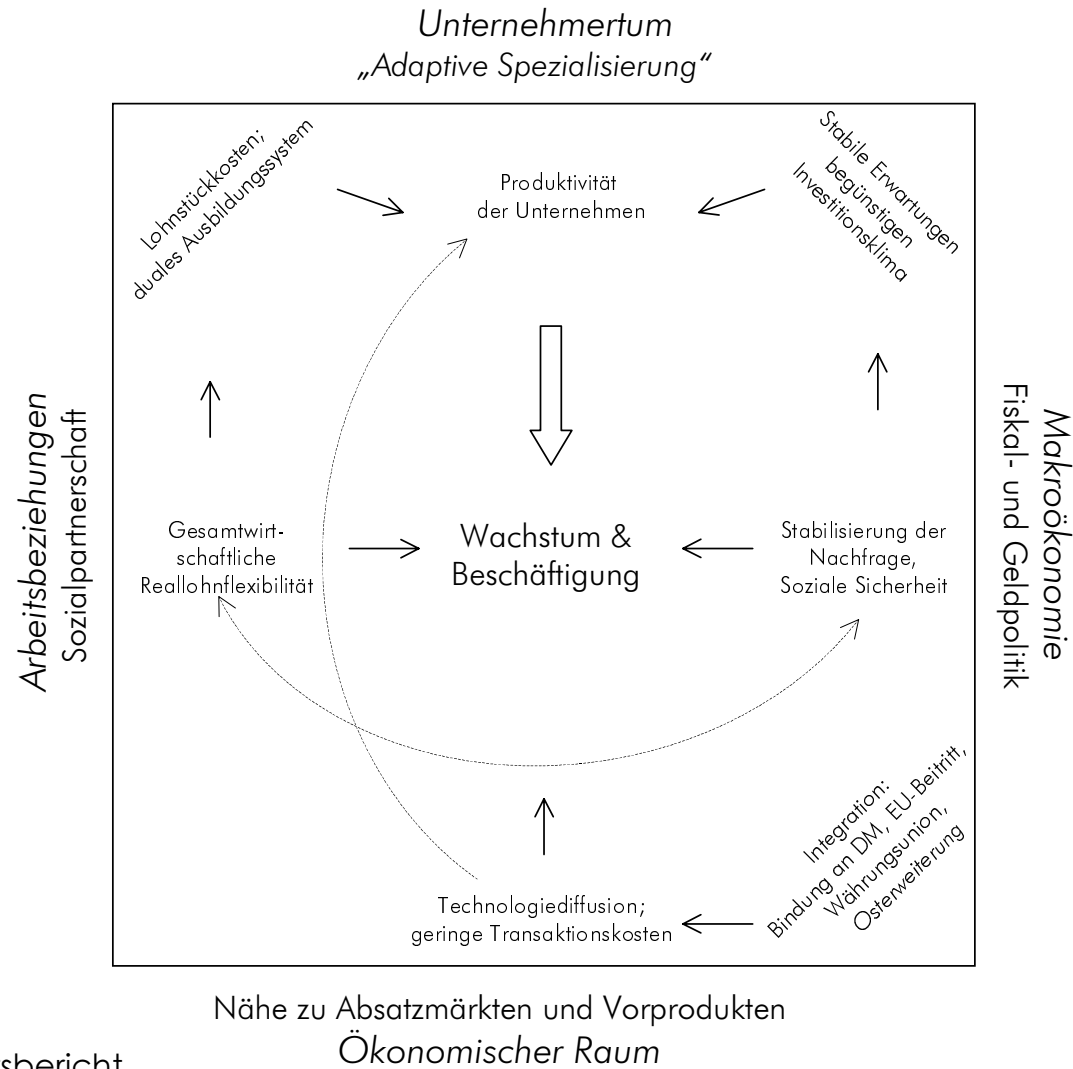 Unternehmertum
„Adaptive Spezialisierung“
Lohnstückkosten;
duales Ausbildungssystem
Produktivität
der Unternehmen
Stabile Erwartungen
begünstigen
Investitionsklima
Arbeitsbeziehungen
Sozialpartnerschaft
Gesamtwirt-
schaftliche
Reallohnflexibilität
Wachstum &
Beschäftigung
Stabilisierung der
Nachfrage,
Soziale Sicherheit
Makroökonomie
Fiskal- und Geldpolitik
Technologiediffusion;
geringe Transaktionskosten
Integration:
Bindung an DM, EU-Beitritt,
Währungsunion,
Osterweiterung
Nähe zu Absatzmärkten und Vorprodukten
Ökonomischer Raum